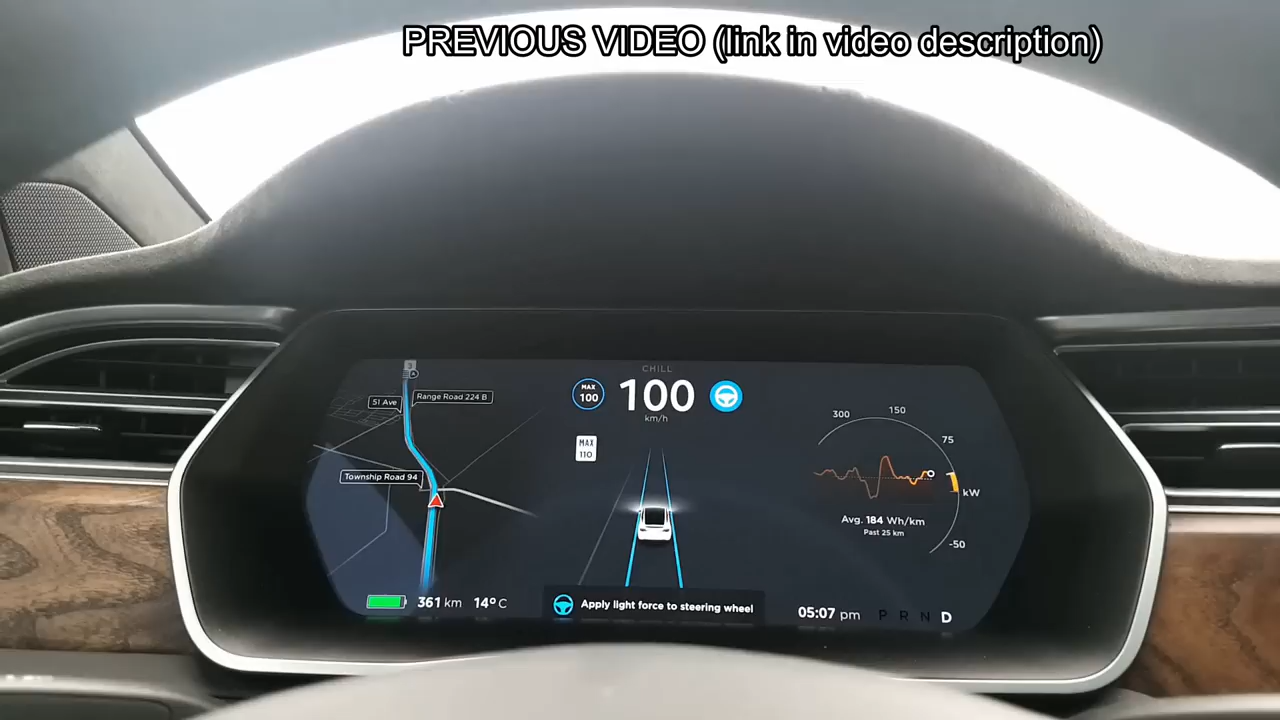 PREVIOUS VIDEO (link in video description)
CHILL
MAX
100
100
km/h
MAX
110
3
51 Ave
Range Road 224 B
Township Road 94
300
150
75
kW
-50
Avg. 184 Wh/km
Past 25 km
361 km
14° C
Apply light force to steering wheel
05:07 pm
P R N D